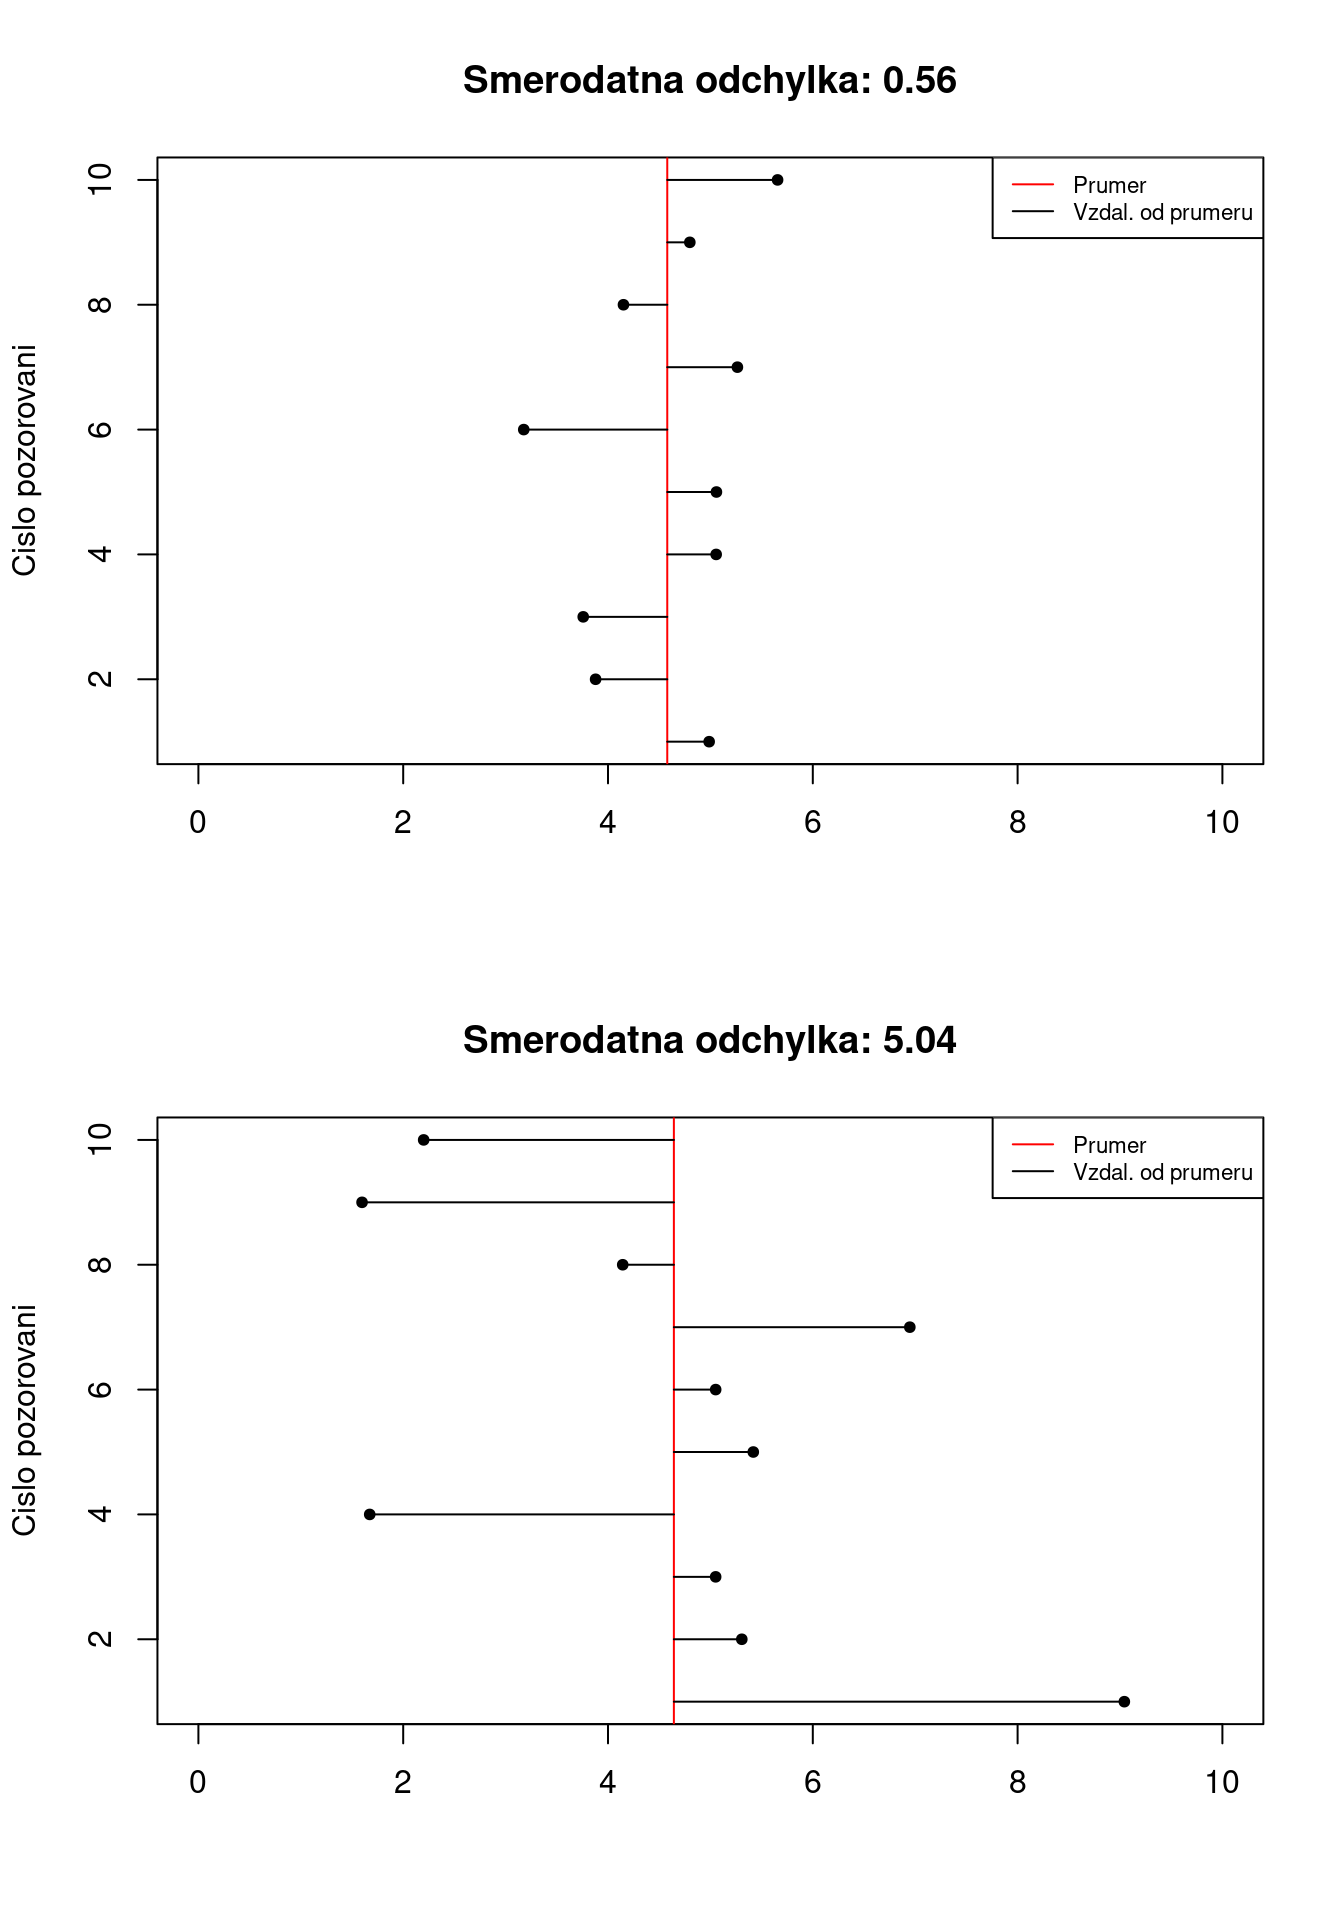 Smerodatna odchylka: 0.56
Prumer
Vzdal. od prumeru
Cislo pozorovani
10
8
6
4
2
0 2 4 6 8 10
Smerodatna odchylka: 5.04
Prumer
Vzdal. od prumeru
Cislo pozorovani
10
8
6
4
2
0 2 4 6 8 10